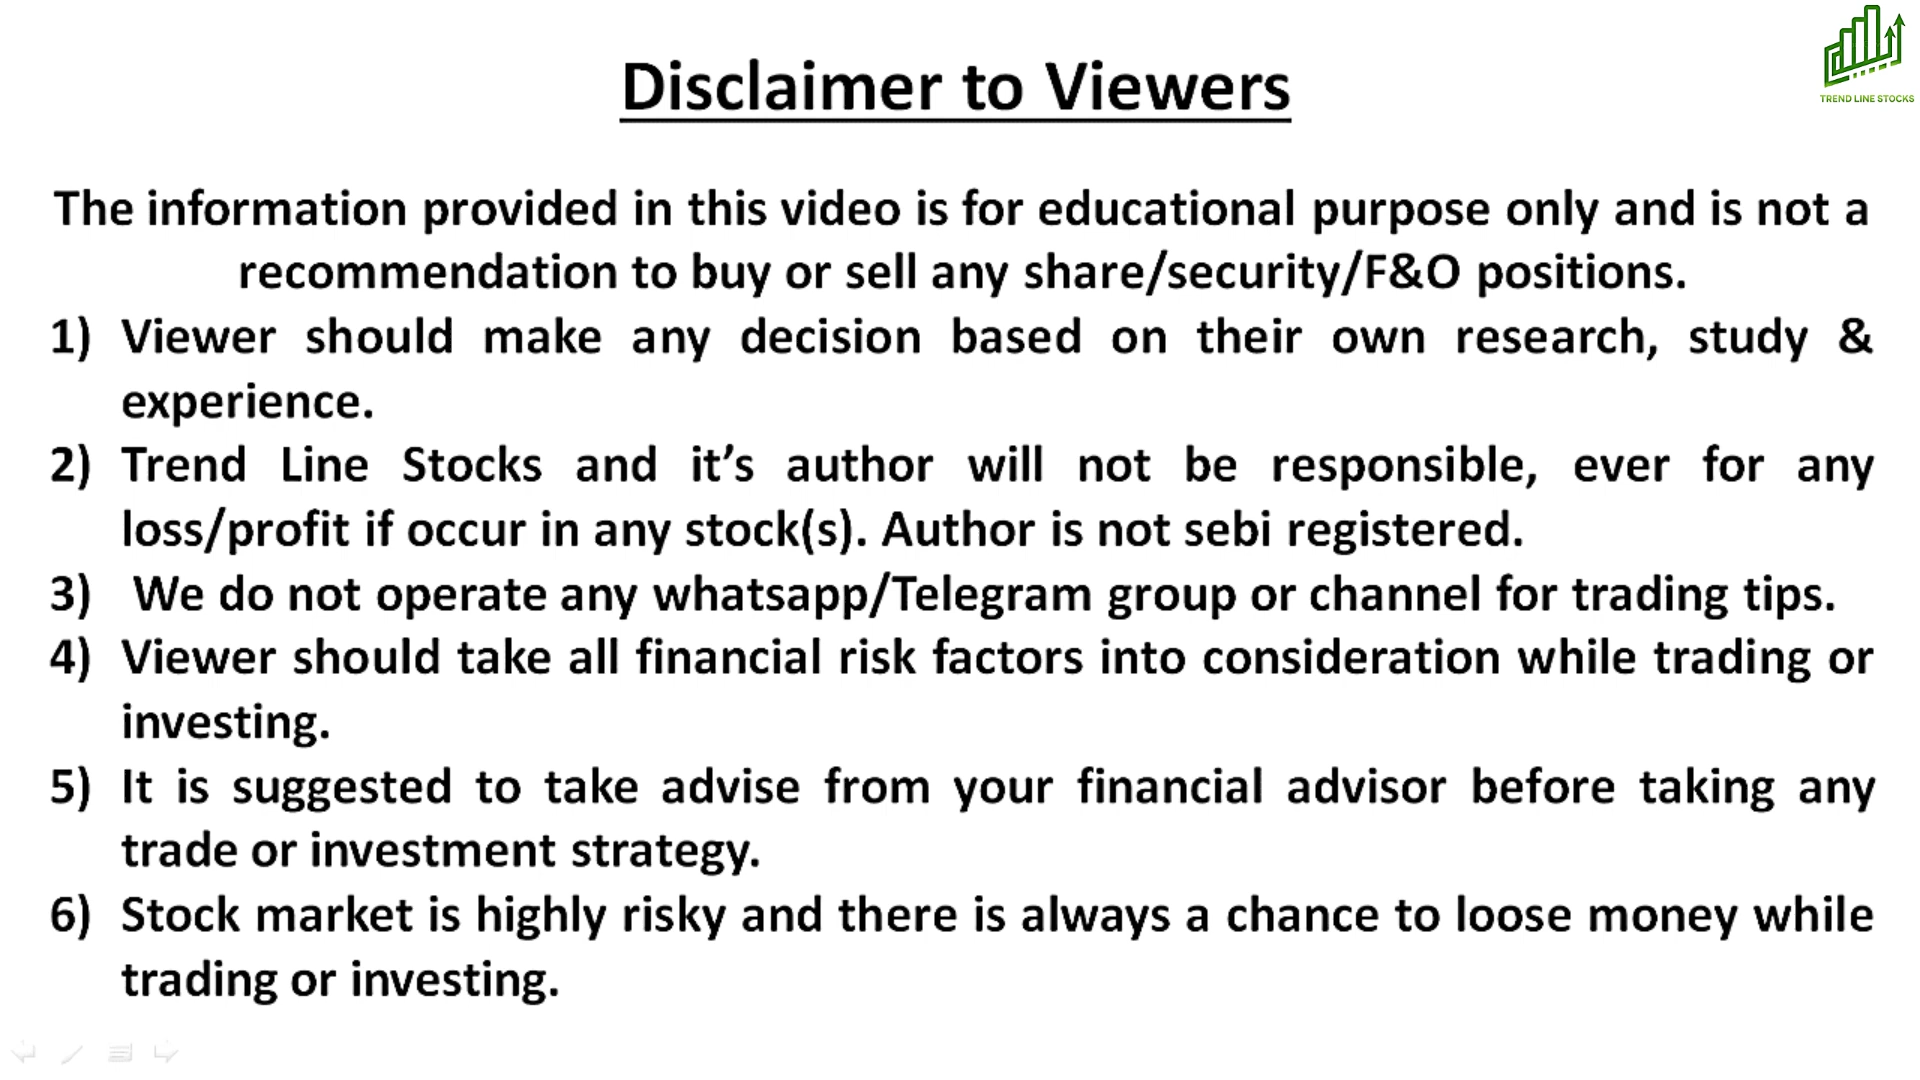 TREND LINE STOCKS
Disclaimer to Viewers
The information provided in this video is for educational purpose only and is not a
recommendation to buy or sell any share/security/F&O positions.
1) Viewer should make any decision based on their own research, study &
experience.
2) Trend Line Stocks and it’s author will not be responsible, ever for any
loss/profit if occur in any stock(s). Author is not sebi registered.
3) We do not operate any whatsapp/Telegram group or channel for trading tips.
4) Viewer should take all financial risk factors into consideration while trading or
investing.
5) It is suggested to take advise from your financial advisor before taking any
trade or investment strategy.
6) Stock market is highly risky and there is always a chance to loose money while
trading or investing.